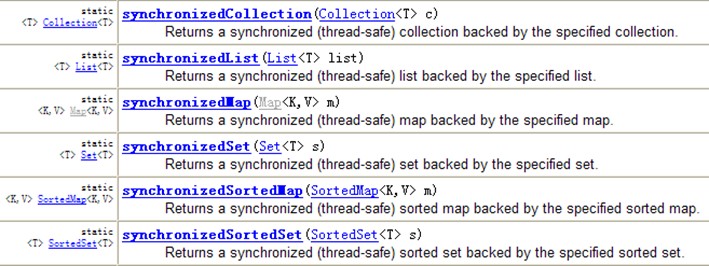 static
<T> Collection<T>
synchronizedCollection(Collection<T> c)
Returns a synchronized (thread-safe) collection backed by the specified collection.
static
<T> List<T>
synchronizedList(List<T> list)
Returns a synchronized (thread-safe) list backed by the specified list.
static
<K,V> Map<K,V>
synchronizedMap(Map<K,V> m)
Returns a synchronized (thread-safe) map backed by the specified map.
static
<T> Set<T>
synchronizedSet(Set<T> s)
Returns a synchronized (thread-safe) set backed by the specified set.
static
<K,V> SortedMap<K,V>
synchronizedSortedMap(SortedMap<K,V> m)
Returns a synchronized (thread-safe) sorted map backed by the specified sorted map.
static
<T> SortedSet<T>
synchronizedSortedSet(SortedSet<T> s)
Returns a synchronized (thread-safe) sorted set backed by the specified sorted set.